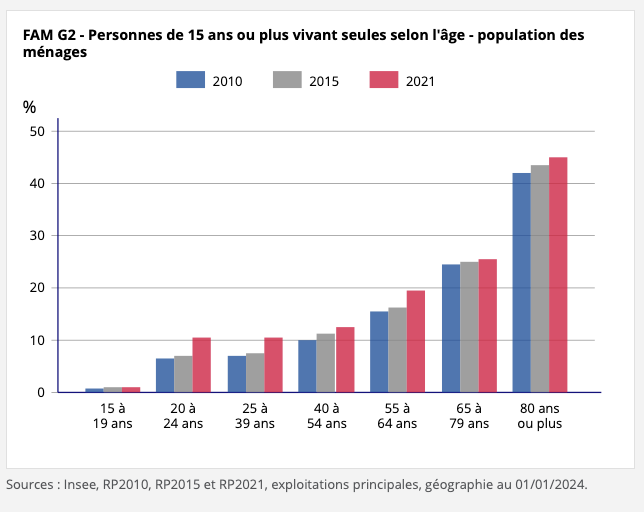 FAM G2 - Personnes de 15 ans ou plus vivant seules selon l'âge - population des
ménages
2010 2015 2021
%
50
40
30
20
10
0
15 à 20 à 25 à 40 à 55 à 65 à 80 ans
19 ans 24 ans 39 ans 54 ans 64 ans 79 ans ou plus
Sources : Insee, RP2010, RP2015 et RP2021, exploitations principales, géographie au 01/01/2024.